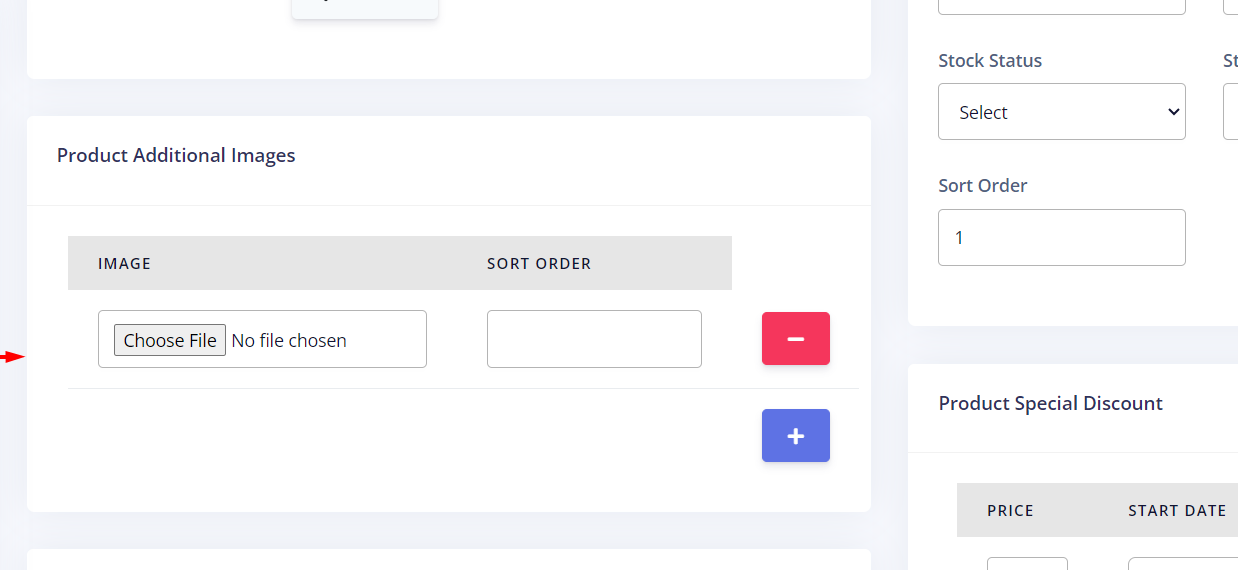 Product Additional Images
IMAGE SORT ORDER
Choose File No file chosen
Stock Status
Select
Sort Order
1
Product Special Discount
PRICE START DATE